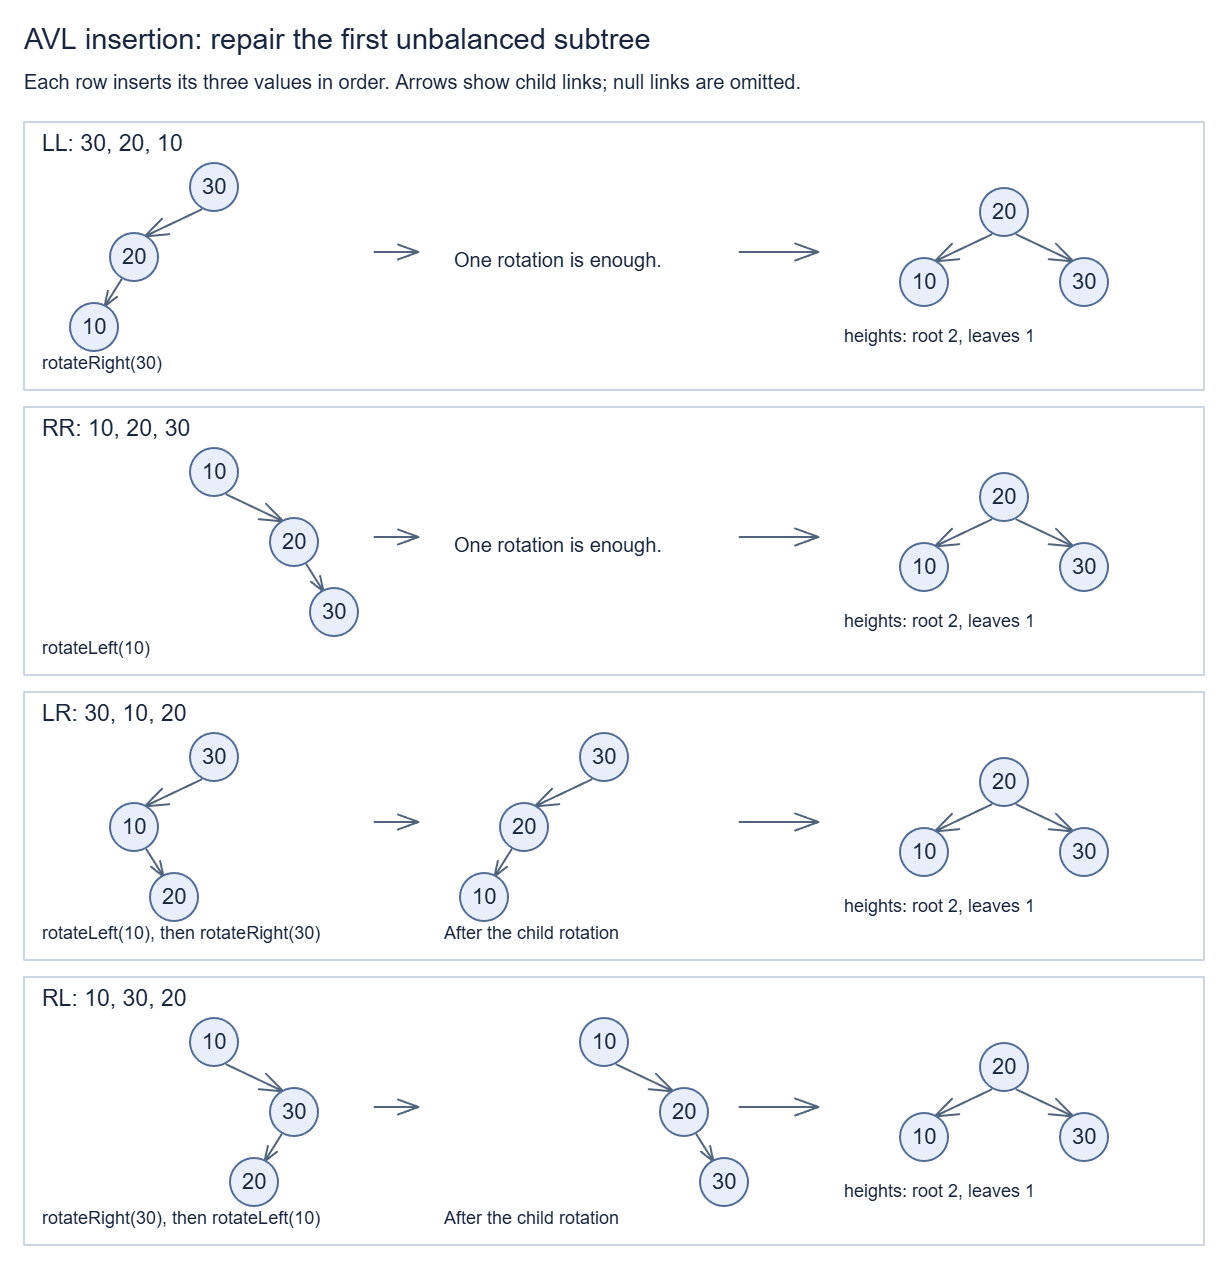 AVL insertion: repair the first unbalanced subtree
Each row inserts its three values in order. Arrows show child links; null links are omitted.
LL: 30, 20, 10
30
20
10
rotateRight(30)
One rotation is enough.
20
10
30
heights: root 2, leaves 1
RR: 10, 20, 30
10
20
30
rotateLeft(10)
One rotation is enough.
20
10
30
heights: root 2, leaves 1
LR: 30, 10, 20
30
10
20
rotateLeft(10), then rotateRight(30)
30
20
10
After the child rotation
20
10
30
heights: root 2, leaves 1
RL: 10, 30, 20
10
30
20
rotateRight(30), then rotateLeft(10)
10
20
30
After the child rotation
20
10
30
heights: root 2, leaves 1